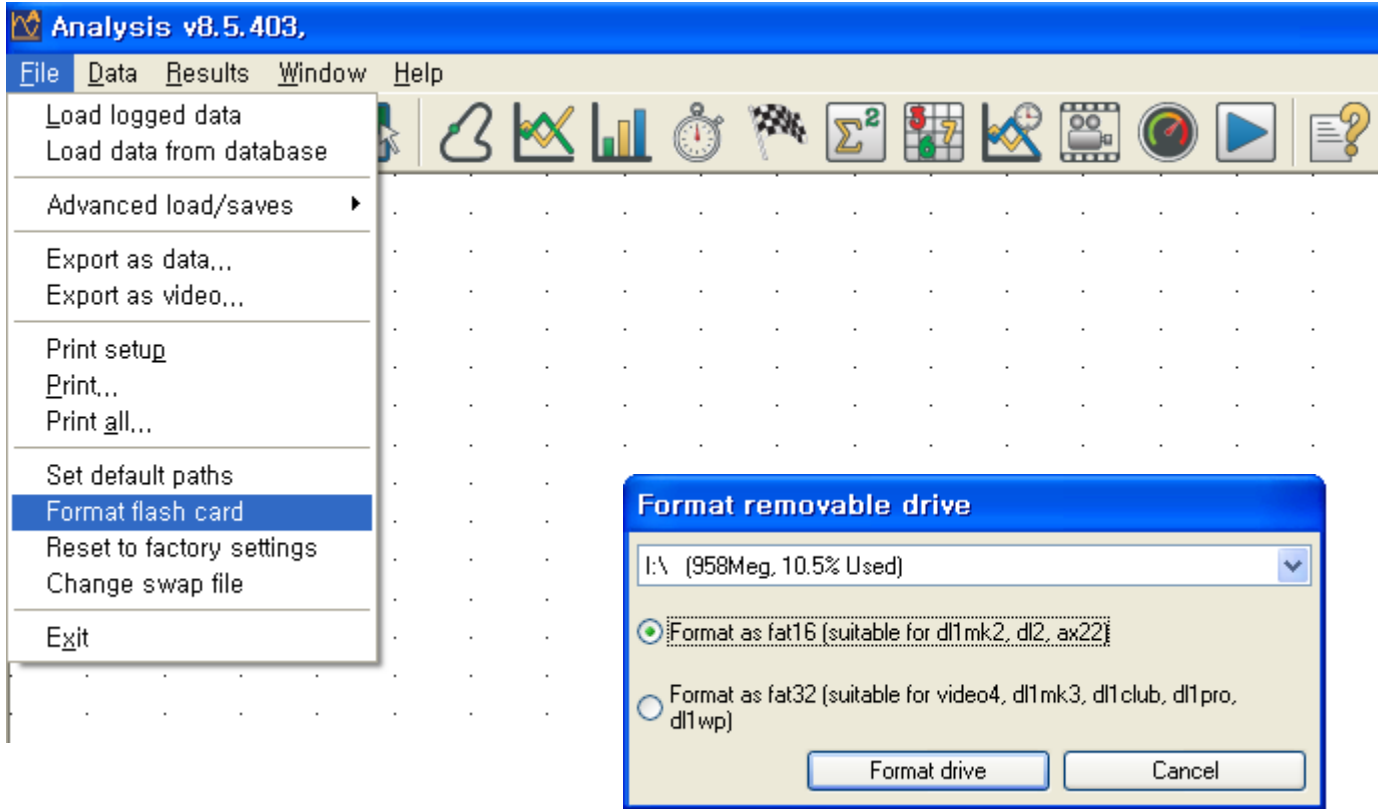 Analysis v8.5.403,
File Data Results Window Help
Load logged data
Load data from database
Advanced load/saves
Export as data,,,
Export as video,,,
Print setup
Print,,,
Print all,,,
Set default paths
Format flash card
Reset to factory settings
Change swap file
Exit
Format removable drive
I:\ (958Meg, 10.5% Used)
Format as fat16 (suitable for dl1mk2, dl2, ax22)
Format as fat32 (suitable for video4, dl1mk3, dl1club, dl1pro,
dl1wp)
Format drive Cancel